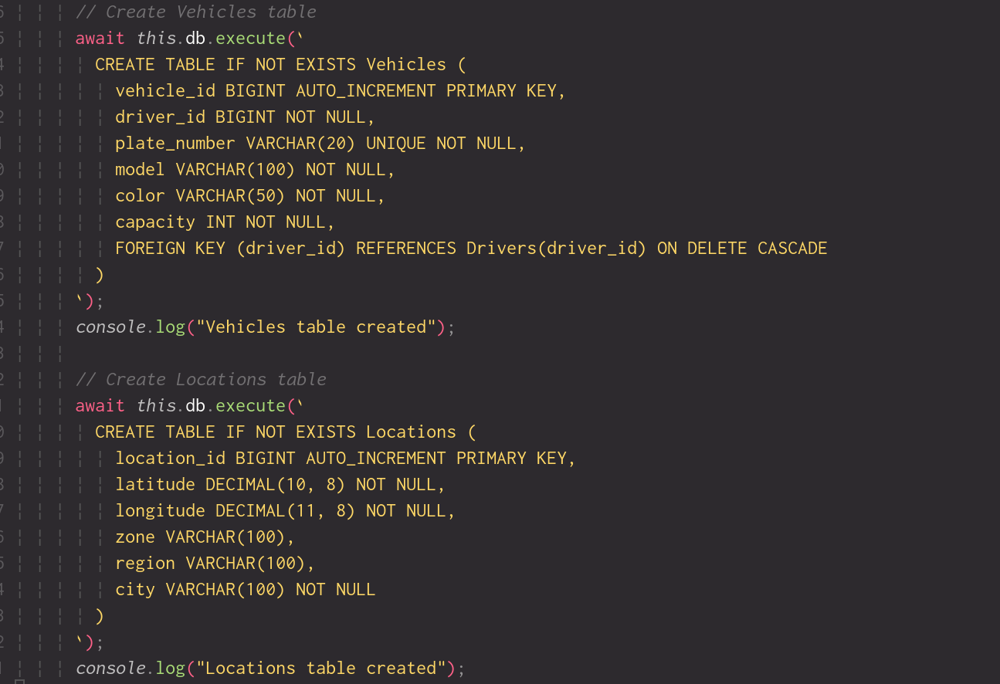 // Create Vehicles table
await this.db.execute(`
CREATE TABLE IF NOT EXISTS Vehicles (
vehicle_id BIGINT AUTO_INCREMENT PRIMARY KEY,
driver_id BIGINT NOT NULL,
plate_number VARCHAR(20) UNIQUE NOT NULL,
model VARCHAR(100) NOT NULL,
color VARCHAR(50) NOT NULL,
capacity INT NOT NULL,
FOREIGN KEY (driver_id) REFERENCES Drivers(driver_id) ON DELETE CASCADE
)
`);
console.log("Vehicles table created");
// Create Locations table
await this.db.execute(`
CREATE TABLE IF NOT EXISTS Locations (
location_id BIGINT AUTO_INCREMENT PRIMARY KEY,
latitude DECIMAL(10, 8) NOT NULL,
longitude DECIMAL(11, 8) NOT NULL,
zone VARCHAR(100),
region VARCHAR(100),
city VARCHAR(100) NOT NULL
)
`);
console.log("Locations table created");